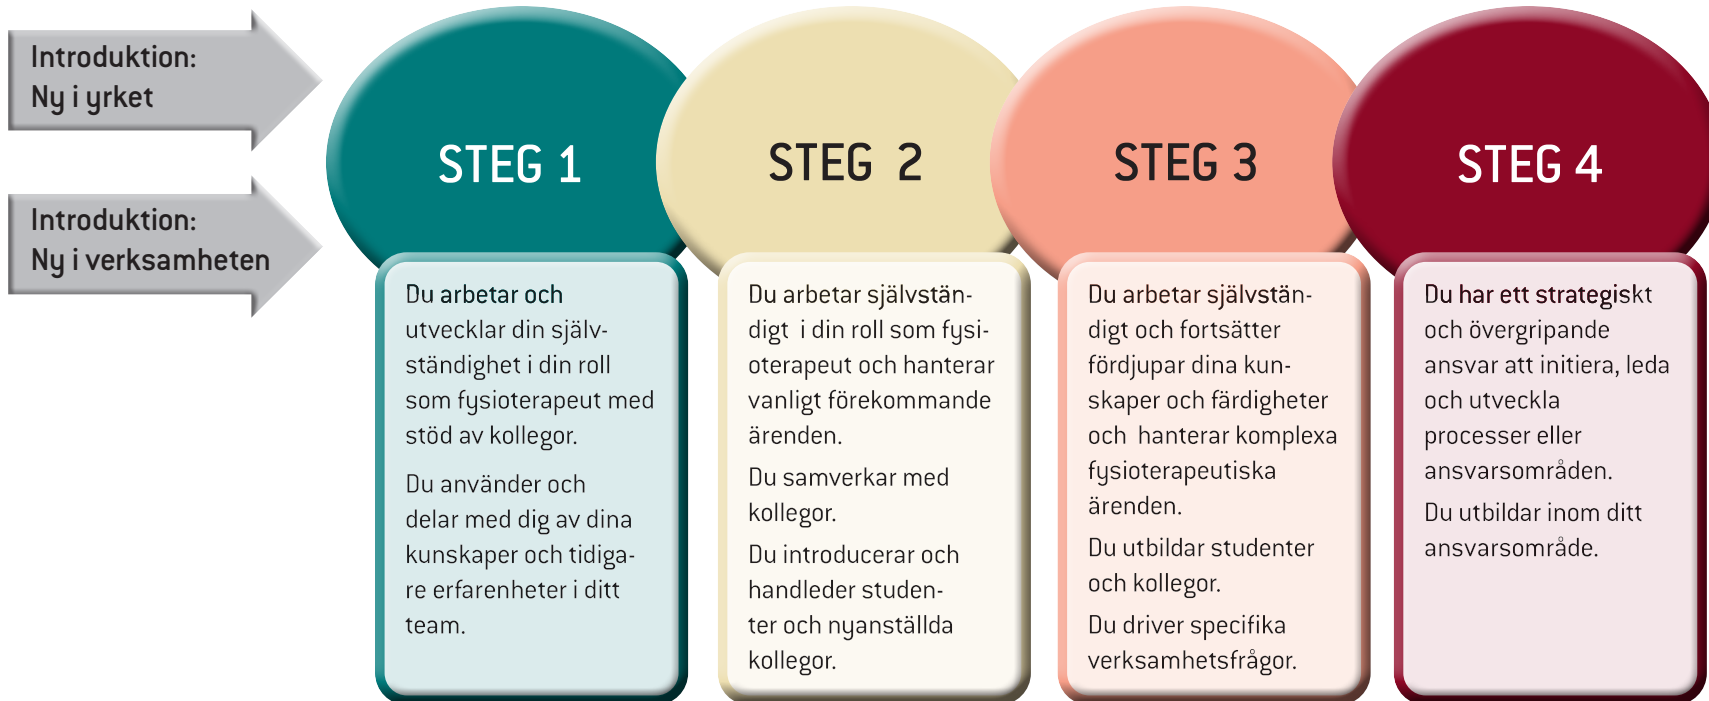 Introduktion:
Ny i yrket
Introduktion:
Ny i verksamheten
STEG 1
Du arbetar och
utvecklar din själv-
ständighet i din roll
som fysioterapeut med
stöd av kollegor.
Du använder och
delar med dig av dina
kunskaper och tidiga-
re erfarenheter i ditt
team.
STEG 2
Du arbetar självstän-
digt i din roll som fysi-
oterapeut och hanterar
vanligt förekommande
ärenden.
Du samverkar med
kollegor.
Du introducerar och
handleder studen-
ter och nyanställda
kollegor.
STEG 3
Du arbetar självstän-
digt och fortsätter
fördjupar dina kun-
skaper och färdigheter
och hanterar komplexa
fysioterapeutiska
ärenden.
Du utbildar studenter
och kollegor.
Du driver specifika
verksamhetsfrågor.
STEG 4
Du har ett strategiskt
och övergripande
ansvar att initiera, leda
och utveckla
processer eller
ansvarsområden.
Du utbildar inom ditt
ansvarsområde.